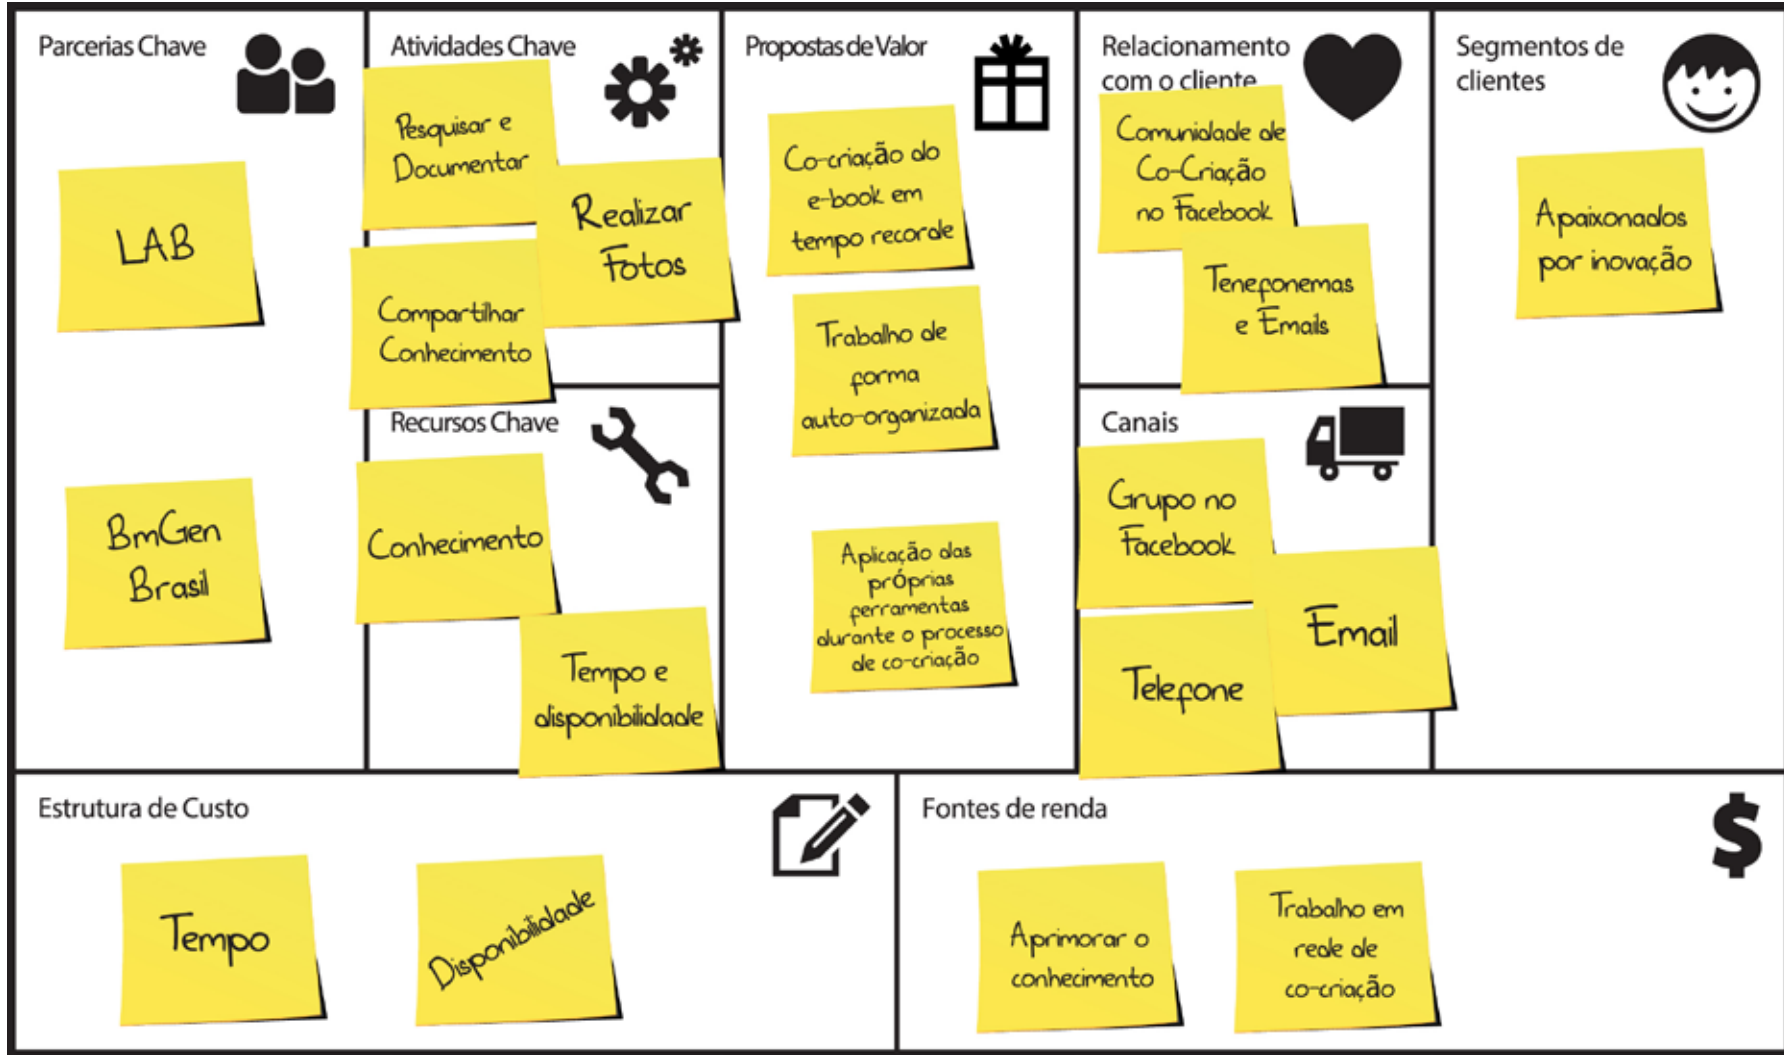 Parcerias Chave
LAB
BmGen
Brasil
Atividades Chave
Pesquisar e
Documentar
Realizar
Fotos
Compartilhar
Conhecimento
Recursos Chave
Conhecimento
Tempo e
disponibilidade
Propostas de Valor
Co-criação do
e-book em
tempo recorde
Trabalho de
forma
auto-organizada
Aplicação das
próprias
ferramentas
durante o processo
de co-criação
Relacionamento
com o cliente
Comunidade de
Co-Criação
no Facebook
Tenefonemas
e Emails
Canais
Grupo no
Facebook
Email
Telefone
Segmentos de
clientes
Apaixonados
por inovação
Estrutura de Custo
Tempo
Disponibilidade
Fontes de renda
$
Aprimorar o
conhecimento
Trabalho em
rede de
co-criação